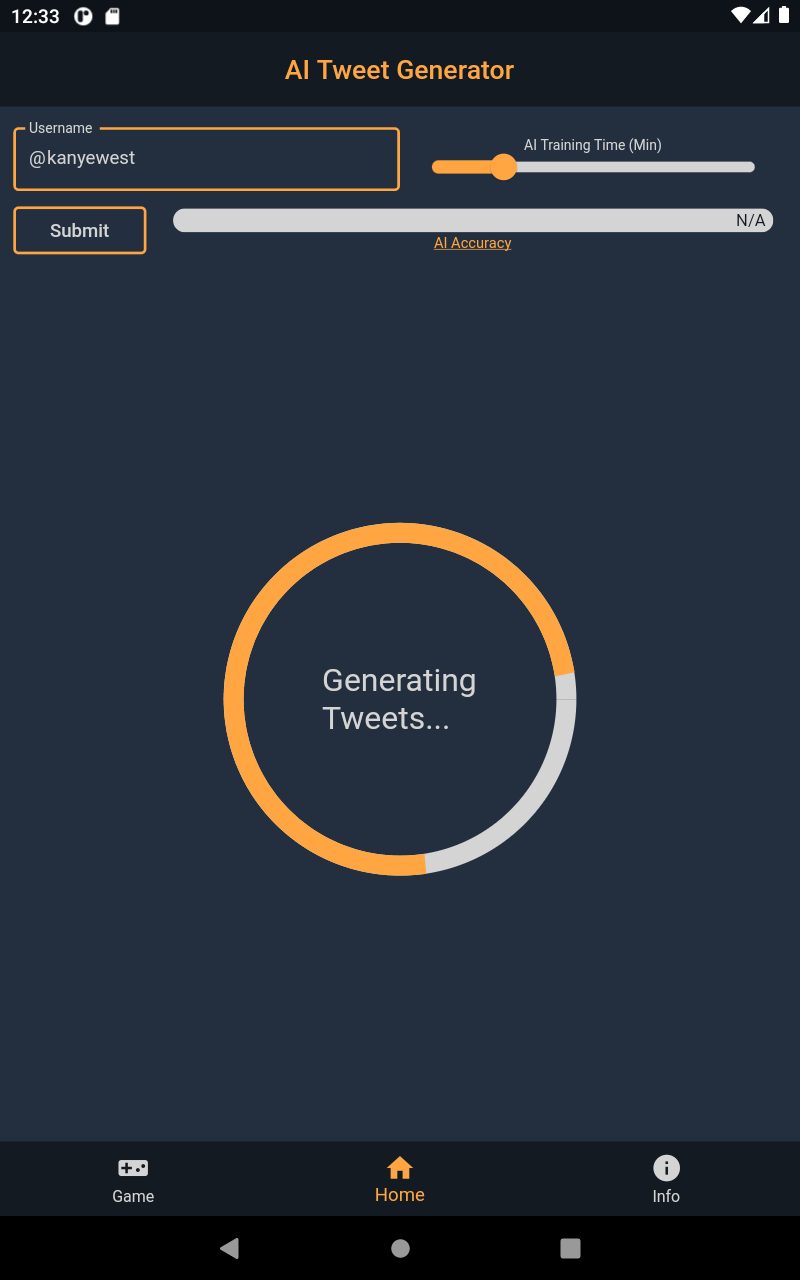 12:33
AI Tweet Generator
Username
@kanyewest
AI Training Time (Min)
Submit
N/A
AI Accuracy
Generating
Tweets...
Game
Home
Info